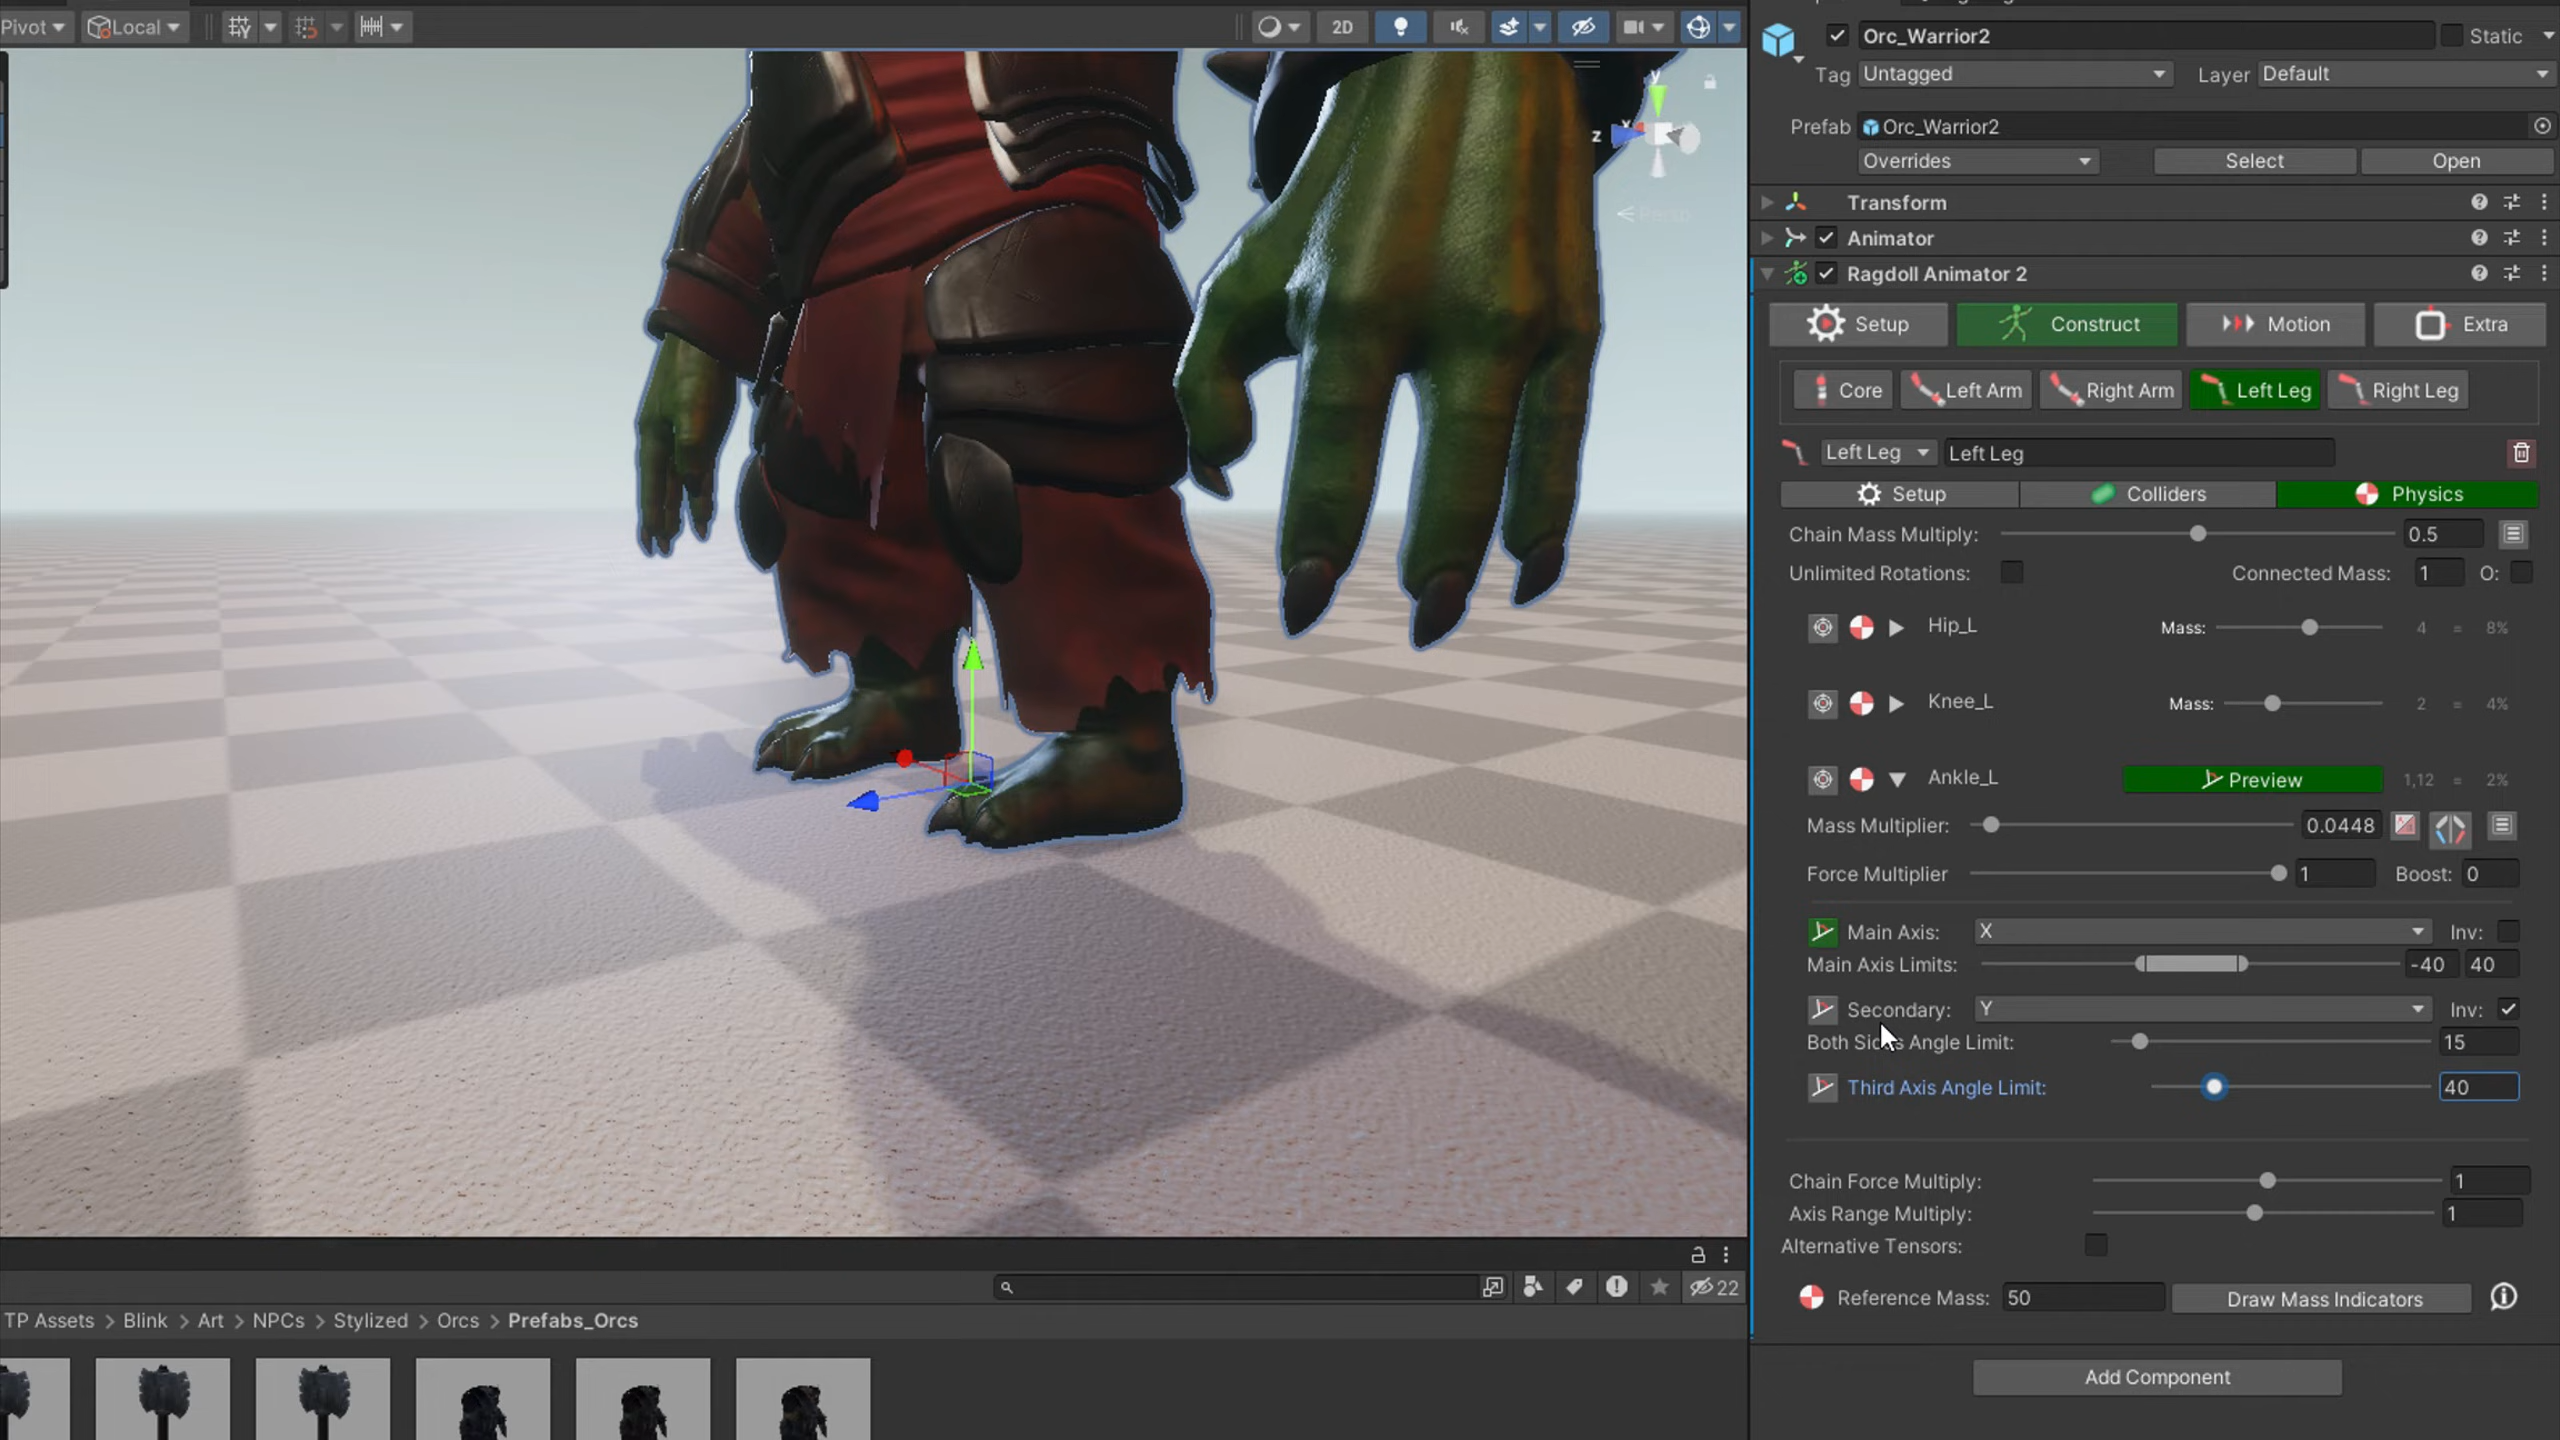 Pivot
Local
2D
y
x
z
Persp
Orc_Warrior2
Static
Tag
Untagged
Layer
Default
Prefab
Orc_Warrior2
Overrides
Select
Open
Transform
Animator
Ragdoll Animator 2
Setup
Construct
Motion
Extra
Core
Left Arm
Right Arm
Left Leg
Right Leg
Left Leg
Left Leg
Setup
Colliders
Physics
Chain Mass Multiply:
0.5
Unlimited Rotations:
Connected Mass:
1
O:
Hip_L
Mass:
4 = 8%
Knee_L
Mass:
2 = 4%
Ankle_L
Preview
1,12 = 2%
Mass Multiplier:
0.0448
Force Multiplier
1
Boost:
0
Main Axis:
X
Inv:
Main Axis Limits:
-40
40
Secondary:
Y
Inv:
Both Sides Angle Limit:
15
Third Axis Angle Limit:
40
Chain Force Multiply:
1
Axis Range Multiply:
1
Alternative Tensors:
Reference Mass:
50
Draw Mass Indicators
Add Component
22
TP Assets > Blink > Art > NPCs > Stylized > Orcs > Prefabs_Orcs